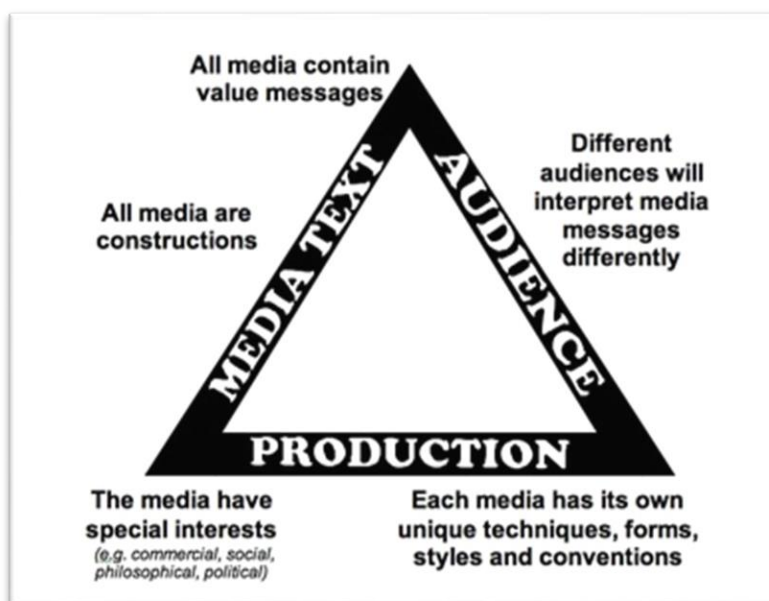 All media contain
value messages
Different
audiences will
interpret media
messages
differently
All media are
constructions
MEDIA TEXT
AUDIENCE
PRODUCTION
The media have
special interests
(e.g. commercial, social,
philosophical, political)
Each media has its own
unique techniques, forms,
styles and conventions